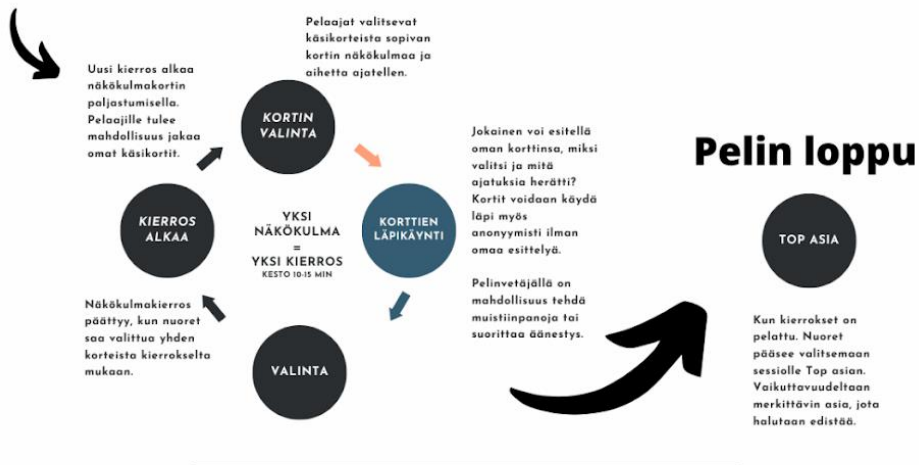 Uusi kierros alkaa
näkökulmakortin
paljastumisella.
Pelaajille tulee
mahdollisuus jakaa
omat käsikortit.
Pelaajat valitsevat
käsikorteista sopivan
kortin näkökulmaa ja
aihetta ajatellen.
KORTIN
VALINTA
Jokainen voi esitellä
oman korttinsa, miksi
valitsi ja mitä
ajatuksia herätti?
Kortit voidaan käydä
läpi myös
anonyymisti ilman
omaa esittelyä.
Pelinvetäjällä on
mahdollisuus tehdä
muistiinpanoja tai
suorittaa äänestys.
KIERROS
ALKAA
YKSI
NÄKÖKULMA
=
YKSI KIERROS
KESTO 10-15 MIN
KORTTIEN
LÄPIKÄYNTI
Näkökulmakierros
päättyy, kun nuoret
saa valittua yhden
korteista kierrokselta
mukaan.
VALINTA
Pelin loppu
TOP ASIA
Kun kierrokset on
pelattu. Nuoret
pääsee valitsemaan
sessiolle Top asian.
Vaikuttavuudeltaan
merkittävin asia, jota
halutaan edistää.